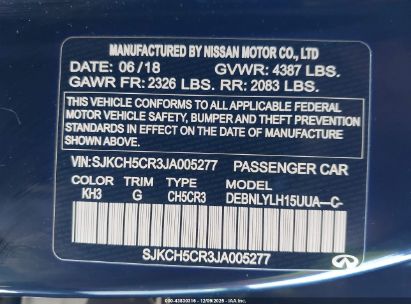 MANUFACTURED BY NISSAN MOTOR CO., LTD
DATE: 06/18 GVWR: 4387 LBS.
GAWR FR: 2326 LBS. RR: 2083 LBS.
THIS VEHICLE CONFORMS TO ALL APPLICABLE FEDERAL
MOTOR VEHICLE SAFETY, BUMPER AND THEFT PREVENTION
STANDARDS IN EFFECT ON THE DATE OF MANUFACTURE
SHOWN ABOVE.
VIN: SJKCH5CR3JA005277 PASSENGER CAR
COLOR TRIM TYPE MODEL
KH3 G CH5CR3 DEBNLYLH15UUA—C-
SJKCH5CR3JA005277